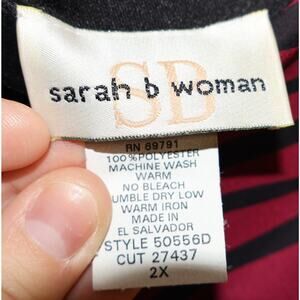 SB
sarah b woman
RN 69791
100% POLYESTER
MACHINE WASH
WARM
NO BLEACH
UMBLE DRY LOW
WARM IRON
MADE IN
EL SALVADOR
STYLE 50556D
CUT 27437
2X